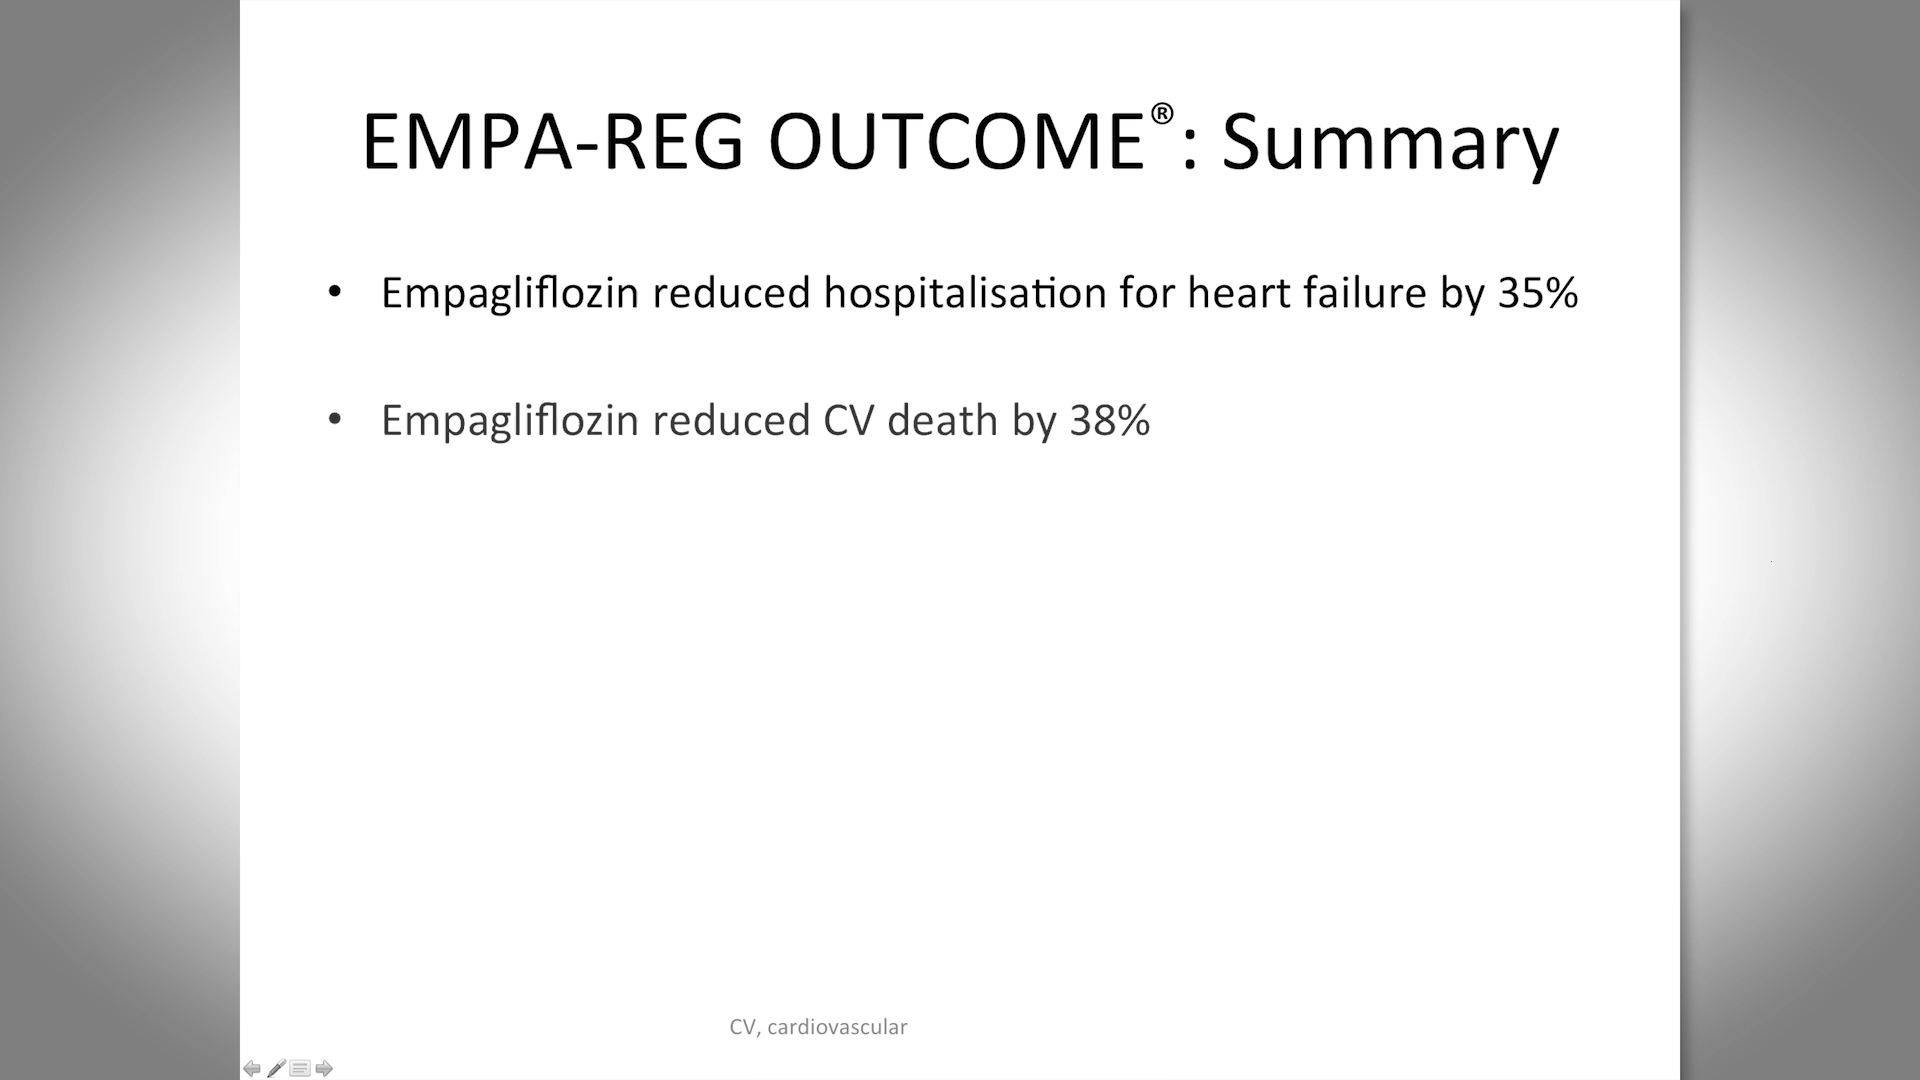 EMPA-REG OUTCOME®: Summary
• Empagliflozin reduced hospitalisation for heart failure by 35%
• Empagliflozin reduced CV death by 38%
CV, cardiovascular